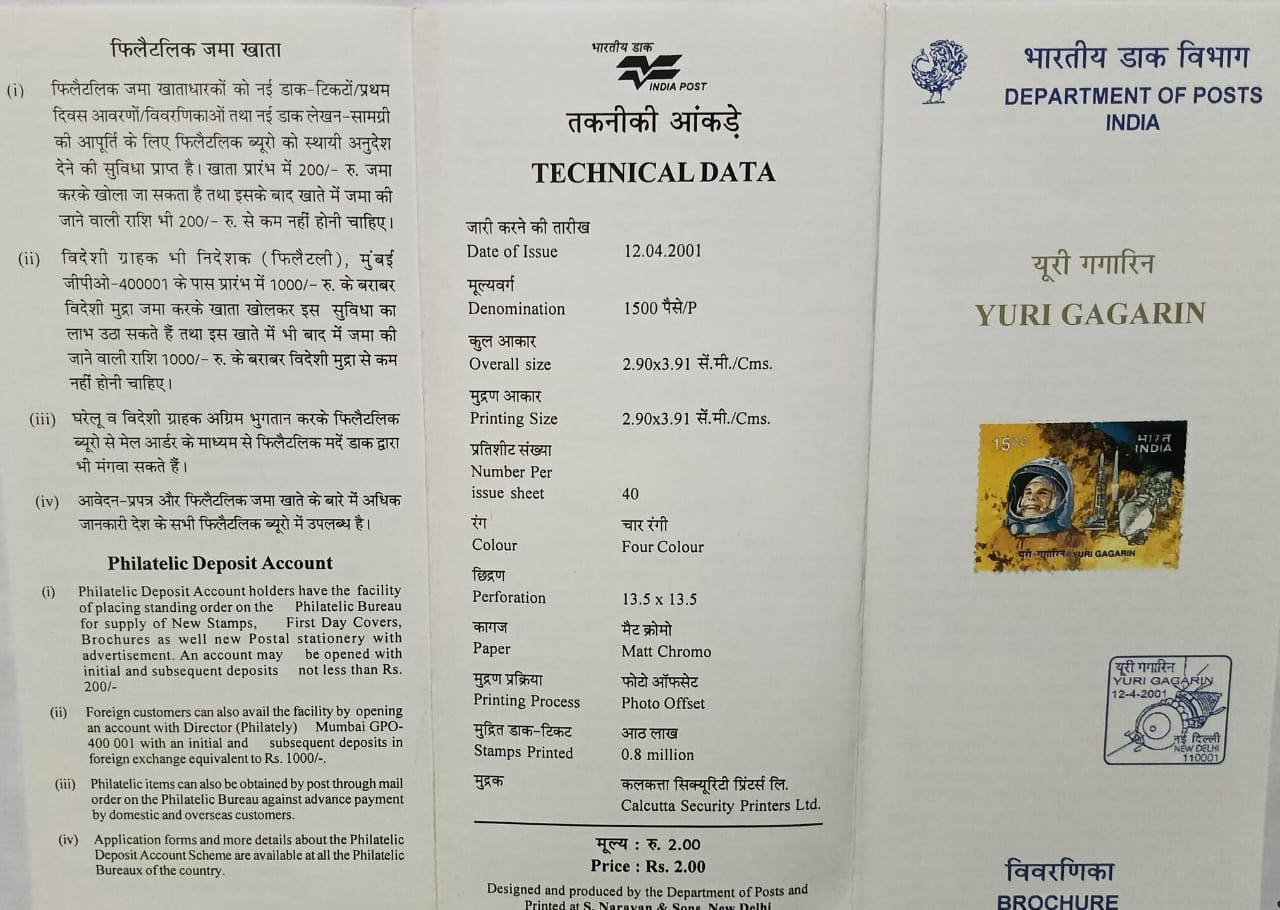 फिलैटलिक जमा खाता
(i) फिलैटलिक जमा खाताधारकों को नई डाक-टिकटों/प्रथम
दिवस आवरणों/विवरणिकाओं तथा नई डाक लेखन-सामग्री
की आपूर्ति के लिए फिलैटलिक ब्यूरो को स्थायी अनुदेश
देने की सुविधा प्राप्त है। खाता प्रारंभ में 200/- रु. जमा
करके खोला जा सकता है तथा इसके बाद खाते में जमा की
जाने वाली राशि भी 200/- रु. से कम नहीं होनी चाहिए।
(ii) विदेशी ग्राहक भी निदेशक (फिलैटली), मुंबई
जीपीओ-400001 के पास प्रारंभ में 1000/- रु. के बराबर
विदेशी मुद्रा जमा करके खाता खोलकर इस सुविधा का
लाभ उठा सकते हैं तथा इस खाते में भी बाद में जमा की
जाने वाली राशि 1000/- रु. के बराबर विदेशी मुद्रा से कम
नहीं होनी चाहिए।
(iii) घरेलू व विदेशी ग्राहक अग्रिम भुगतान करके फिलैटलिक
ब्यूरो से मेल आर्डर के माध्यम से फिलैटलिक मदें डाक द्वारा
भी मंगवा सकते हैं।
(iv) आवेदन-प्रपत्र और फिलैटलिक जमा खाते के बारे में अधिक
जानकारी देश के सभी फिलैटलिक ब्यूरो में उपलब्ध है।
Philatelic Deposit Account
(i) Philatelic Deposit Account holders have the facility
of placing standing order on the Philatelic Bureau
for supply of New Stamps, First Day Covers,
Brochures as well new Postal stationery with
advertisement. An account may be opened with
initial and subsequent deposits not less than Rs.
200/-
(ii) Foreign customers can also avail the facility by opening
an account with Director (Philately) Mumbai GPO-
400 001 with an initial and subsequent deposits in
foreign exchange equivalent to Rs. 1000/-.
(iii) Philatelic items can also be obtained by post through mail
order on the Philatelic Bureau against advance payment
by domestic and overseas customers.
(iv) Application forms and more details about the Philatelic
Deposit Account Scheme are available at all the Philatelic
Bureaux of the country.
भारतीय डाक
INDIA POST
तकनीकी आंकड़े
TECHNICAL DATA
जारी करने की तारीख
Date of Issue 12.04.2001
मूल्यवर्ग
Denomination 1500 पैसे/P
कुल आकार
Overall size 2.90x3.91 सें.मी./Cms.
मुद्रण आकार
Printing Size 2.90x3.91 सें.मी./Cms.
प्रतिशीट संख्या
Number Per
issue sheet 40
रंग चार रंगी
Colour Four Colour
छिद्रण
Perforation 13.5 x 13.5
कागज मैट क्रोमो
Paper Matt Chromo
मुद्रण प्रक्रिया फोटो ऑफसेट
Printing Process Photo Offset
मुद्रित डाक-टिकट आठ लाख
Stamps Printed 0.8 million
मुद्रक कलकत्ता सिक्यूरिटी प्रिंटर्स लि.
Calcutta Security Printers Ltd.
मूल्य : रु. 2.00
Price : Rs. 2.00
Designed and produced by the Department of Posts and
Printed at S. Narayan & Sons, New Delhi
भारतीय डाक विभाग
DEPARTMENT OF POSTS
INDIA
यूरी गगारिन
YURI GAGARIN
1500 भारत
INDIA
यूरी गगारिन YURI GAGARIN
यूरी गगारिन
YURI GAGARIN
12-4-2001
नई दिल्ली
NEW DELHI
110001
विवरणिका
BROCHURE